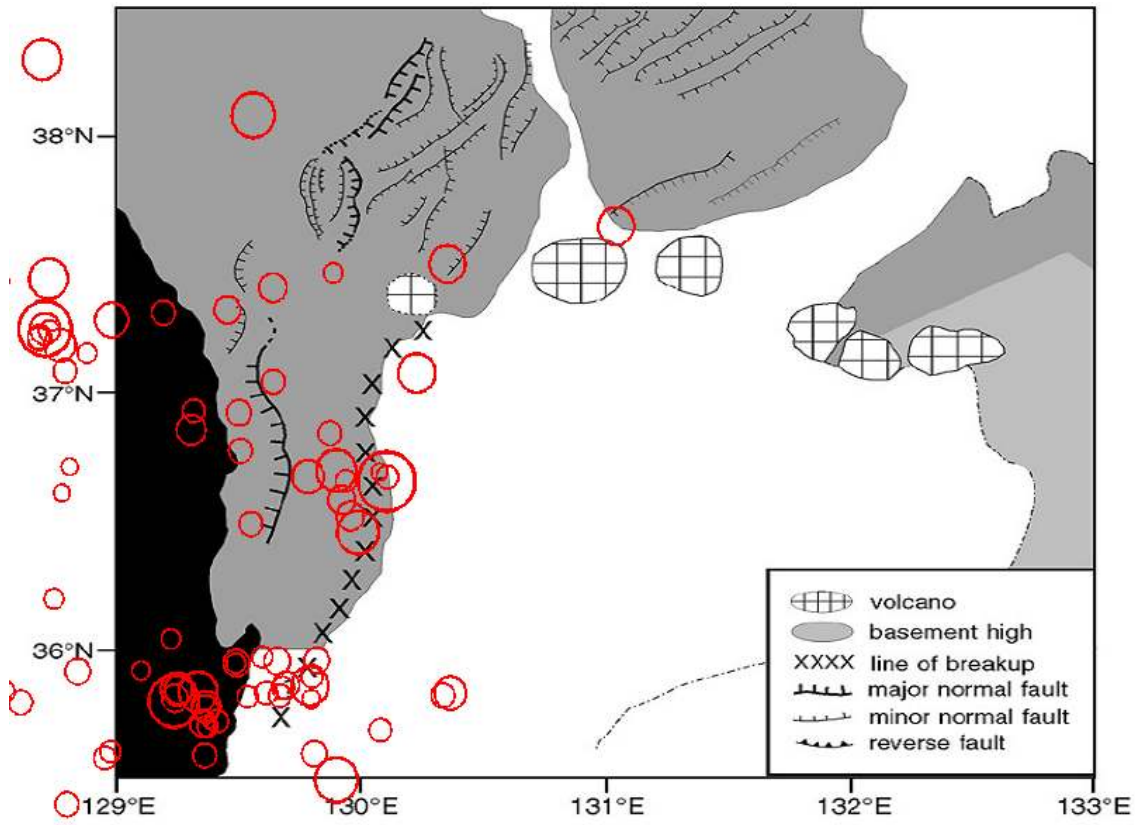 38°N
37°N
36°N
volcano
basement high
XXXX line of breakup
major normal fault
minor normal fault
reverse fault
129°E 130°E 131°E 132°E 133°E